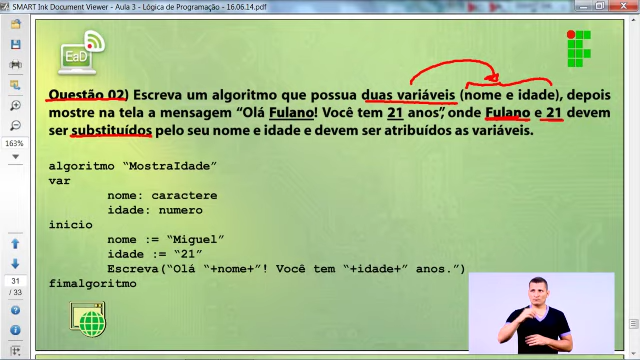 SMART Ink Document Viewer - Aula 3 - Lógica de Programação - 16.06.14.pdf
EaD
Questão 02) Escreva um algoritmo que possua duas variáveis (nome e idade), depois
mostre na tela a mensagem “Olá Fulano! Você tem 21 anos”, onde Fulano e 21 devem
ser substituídos pelo seu nome e idade e devem ser atribuídos as variáveis.
163%
algoritmo “MostraIdade”
var
nome: caractere
idade: numero
inicio
nome := “Miguel”
idade := “21”
Escreva(“Olá “+nome+”! Você tem “+idade+” anos.”)
fimalgoritmo
31
/ 33